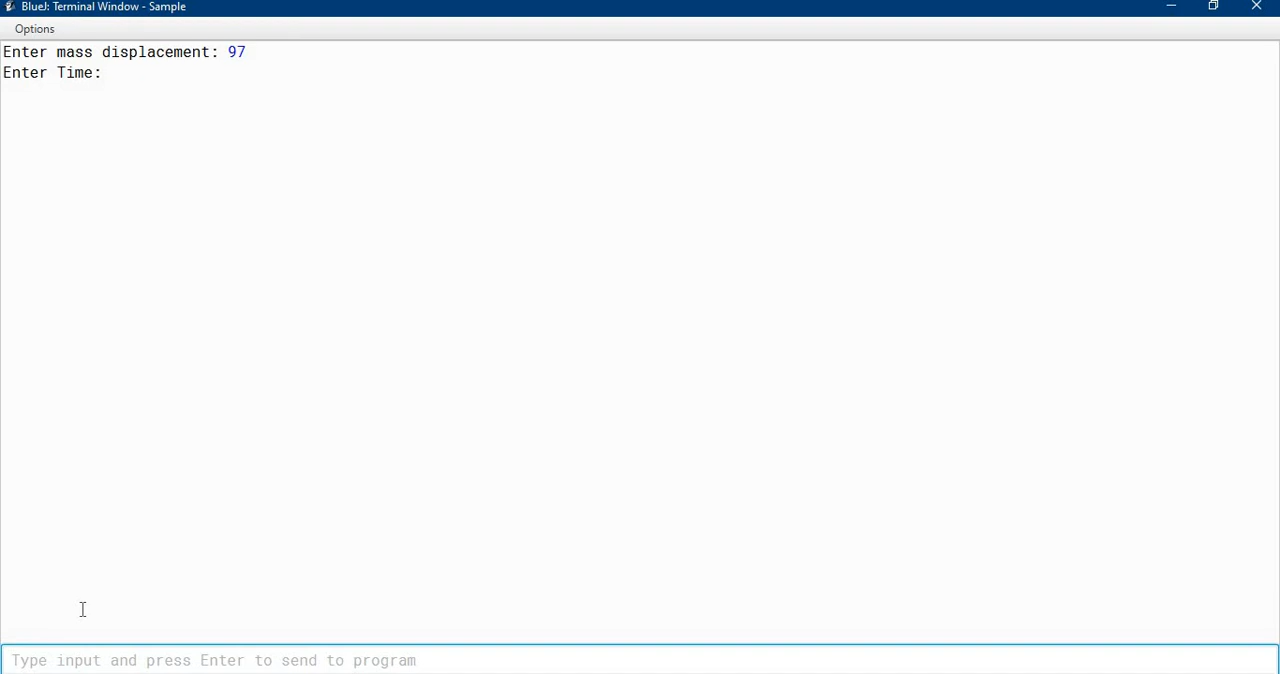 BlueJ: Terminal Window - Sample
Options
Enter mass displacement: 97
Enter Time:
Type input and press Enter to send to program